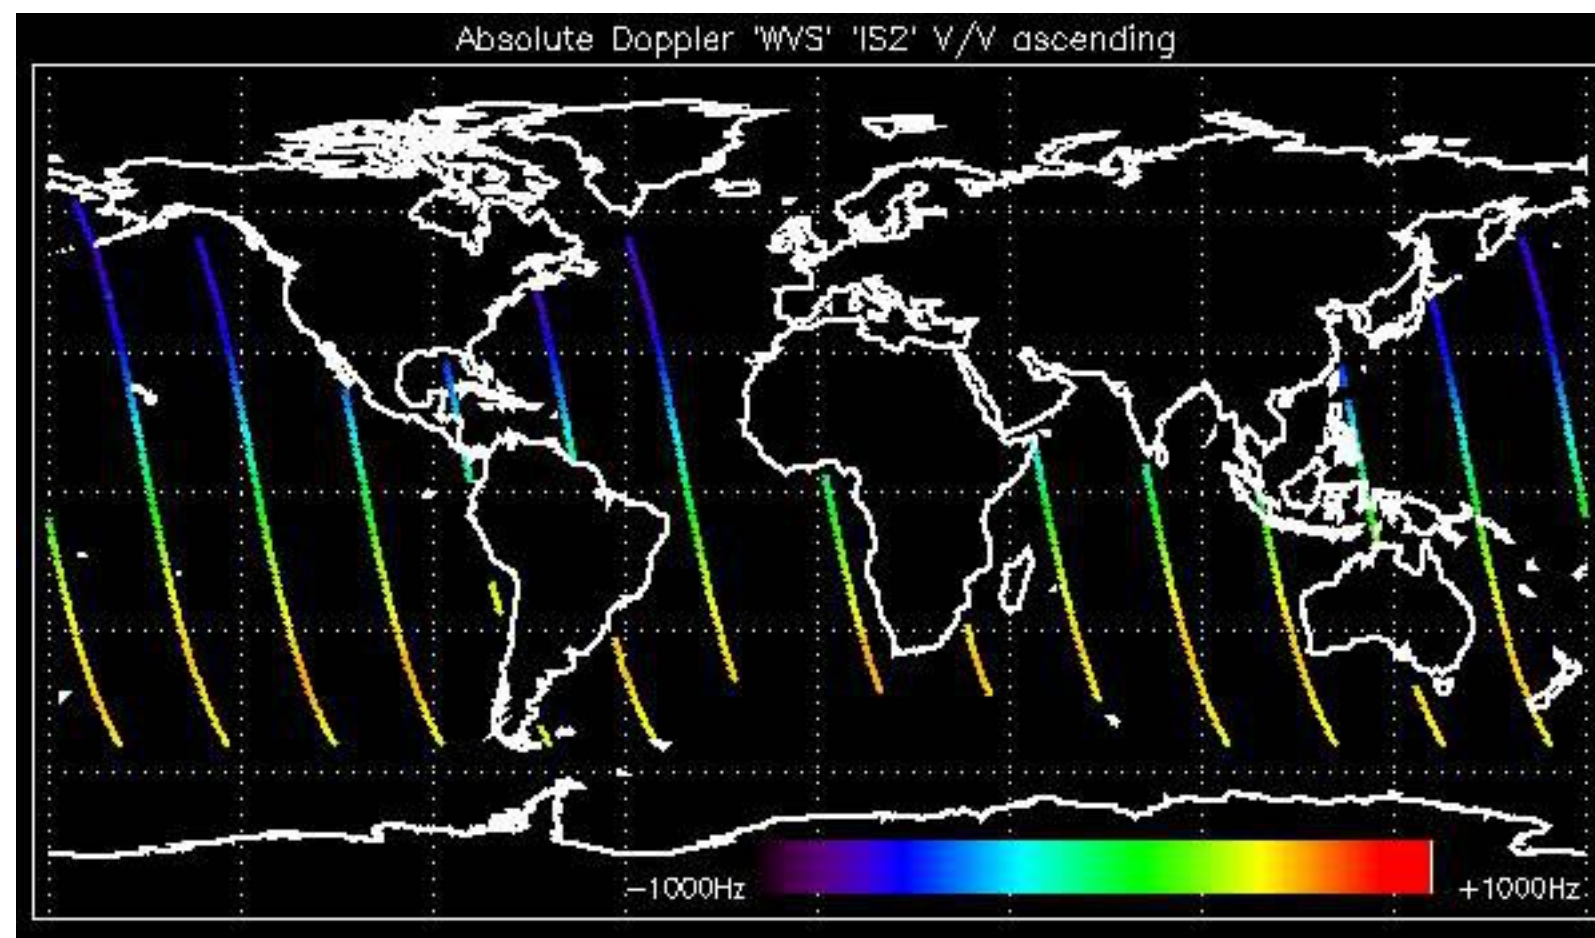 Absolute Doppler 'WVS' 'IS2' V/V ascending
−1000Hz
+1000Hz